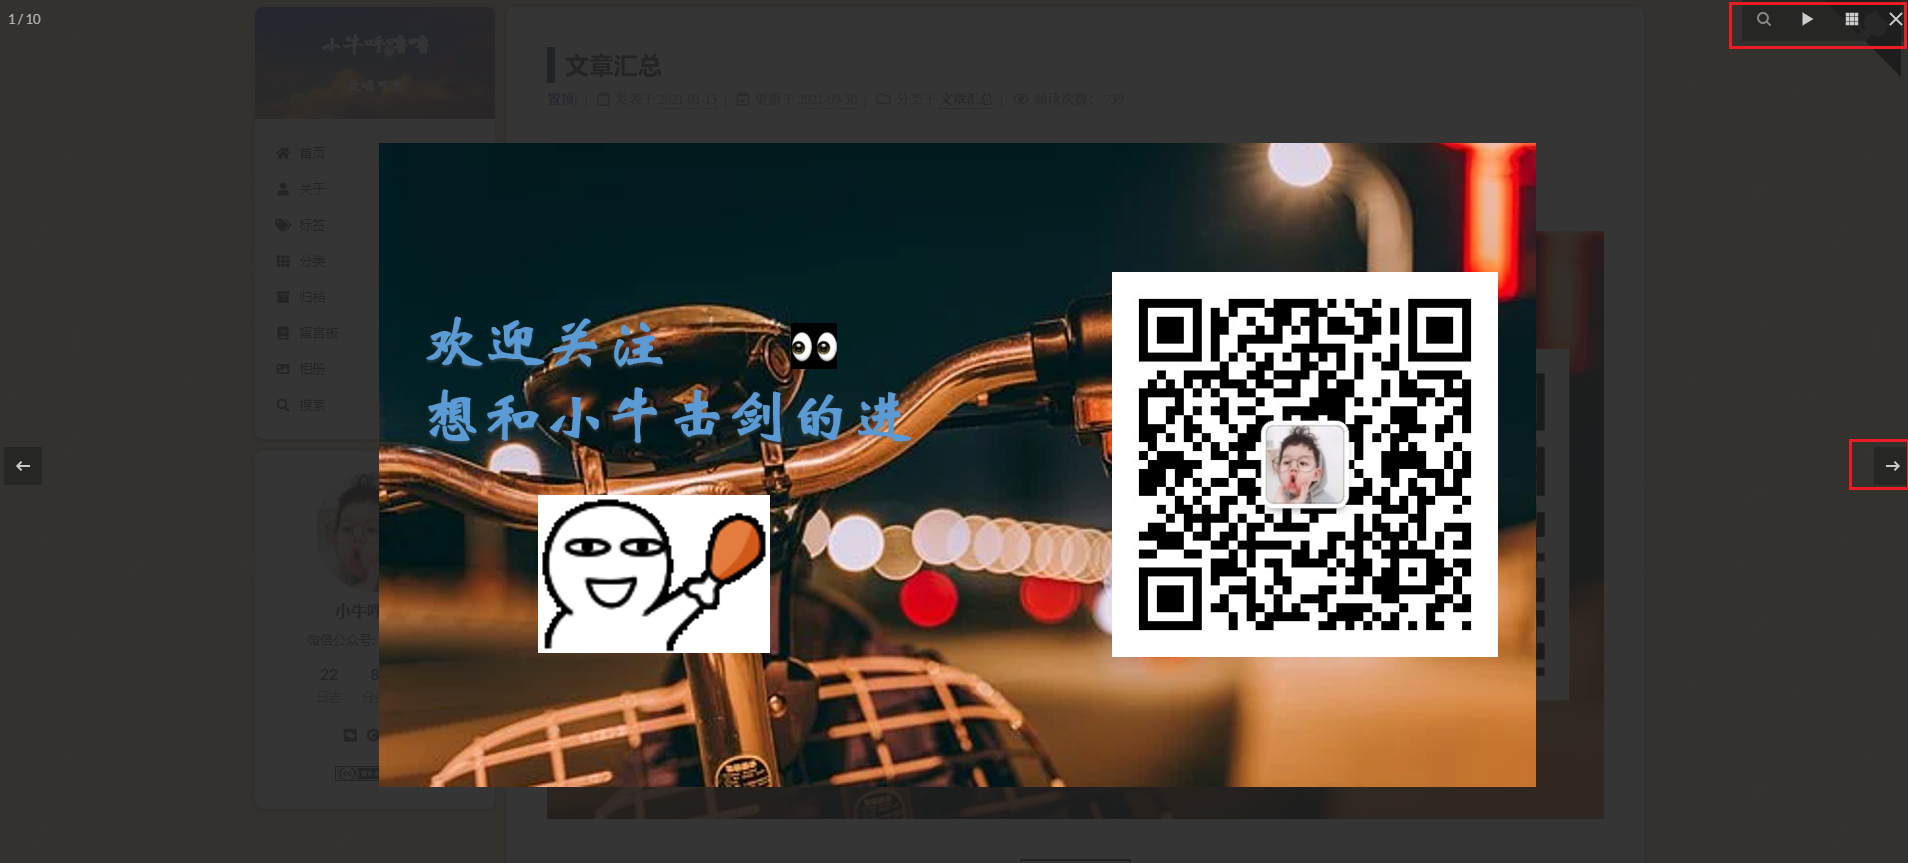 1 / 10
小牛呼噜噜
文章汇总
置顶 | 发表于 2021-01-15 | 更新于 2021-09-30 | 分类于 文章汇总 | 阅读次数： 739
首页
关于
标签
分类
归档
留言板
相册
搜索
欢迎关注
想和小牛击剑的进
小牛呼
微信公众号:
22 8
日志 分